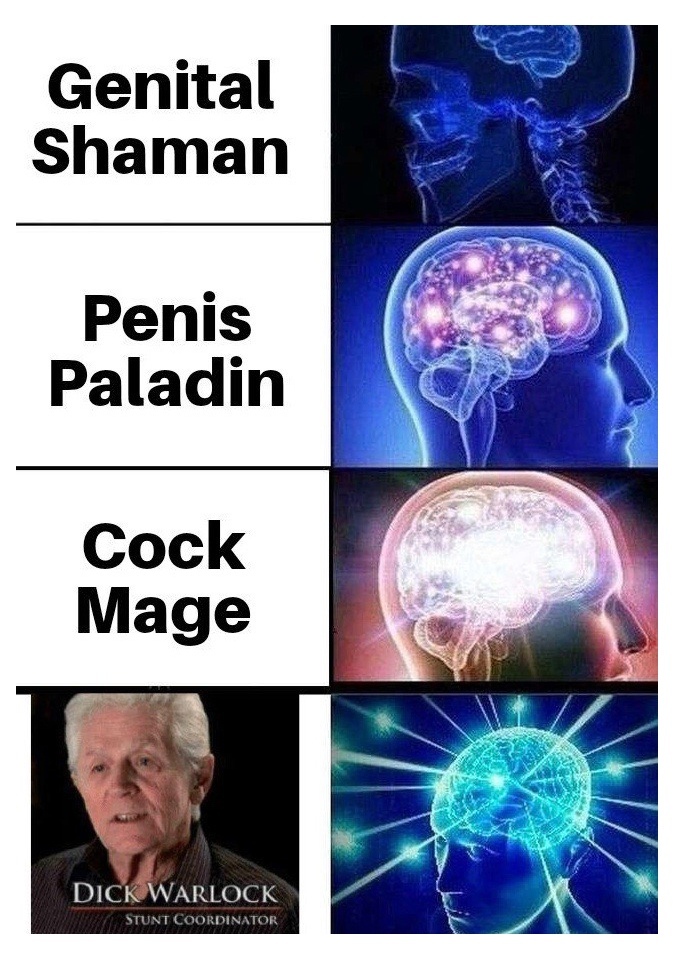 Genital
Shaman
Penis
Paladin
Cock
Mage
DICK WARLOCK
STUNT COORDINATOR